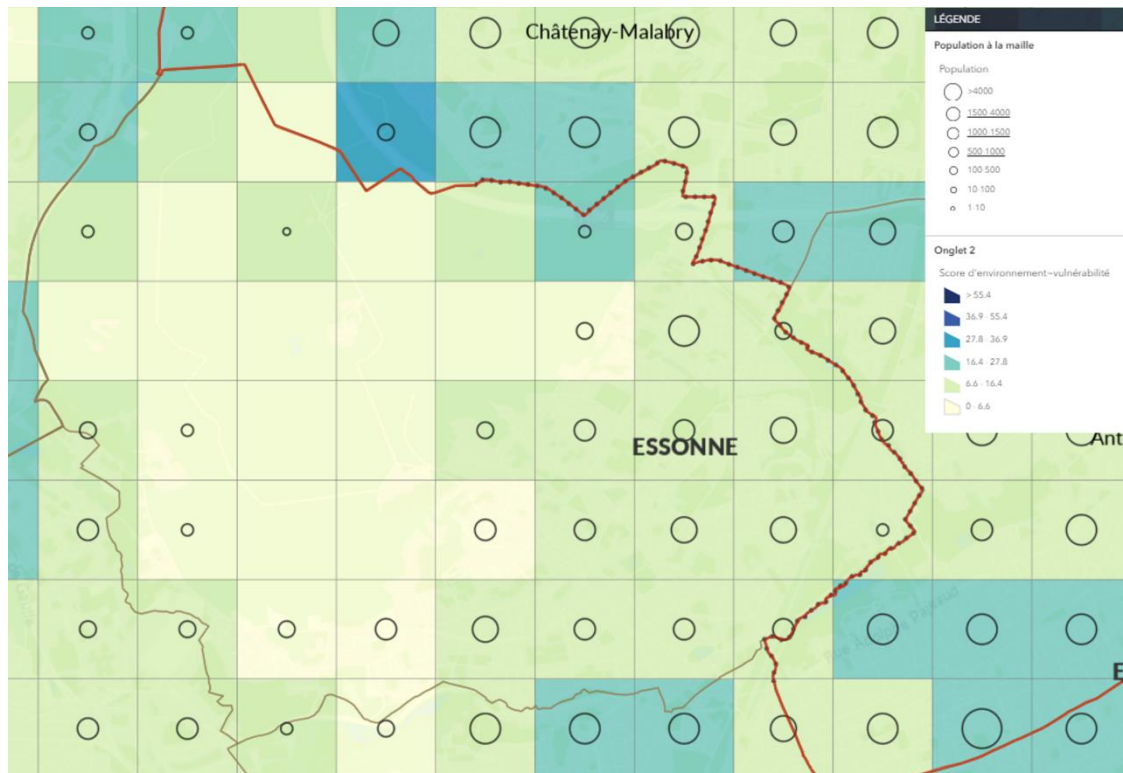 LÉGENDE
Châtenay-Malabry
Population à la maille
Population
>4000
1500 4000
1000 1500
500 1000
100 500
10 100
1 10
Onglet 2
Score d'environnement~vulnérabilité
> 55.4
36.9 - 55.4
27.8 - 36.9
16.4 - 27.8
6.6 - 16.4
0 - 6.6
ESSONNE
Ant
E